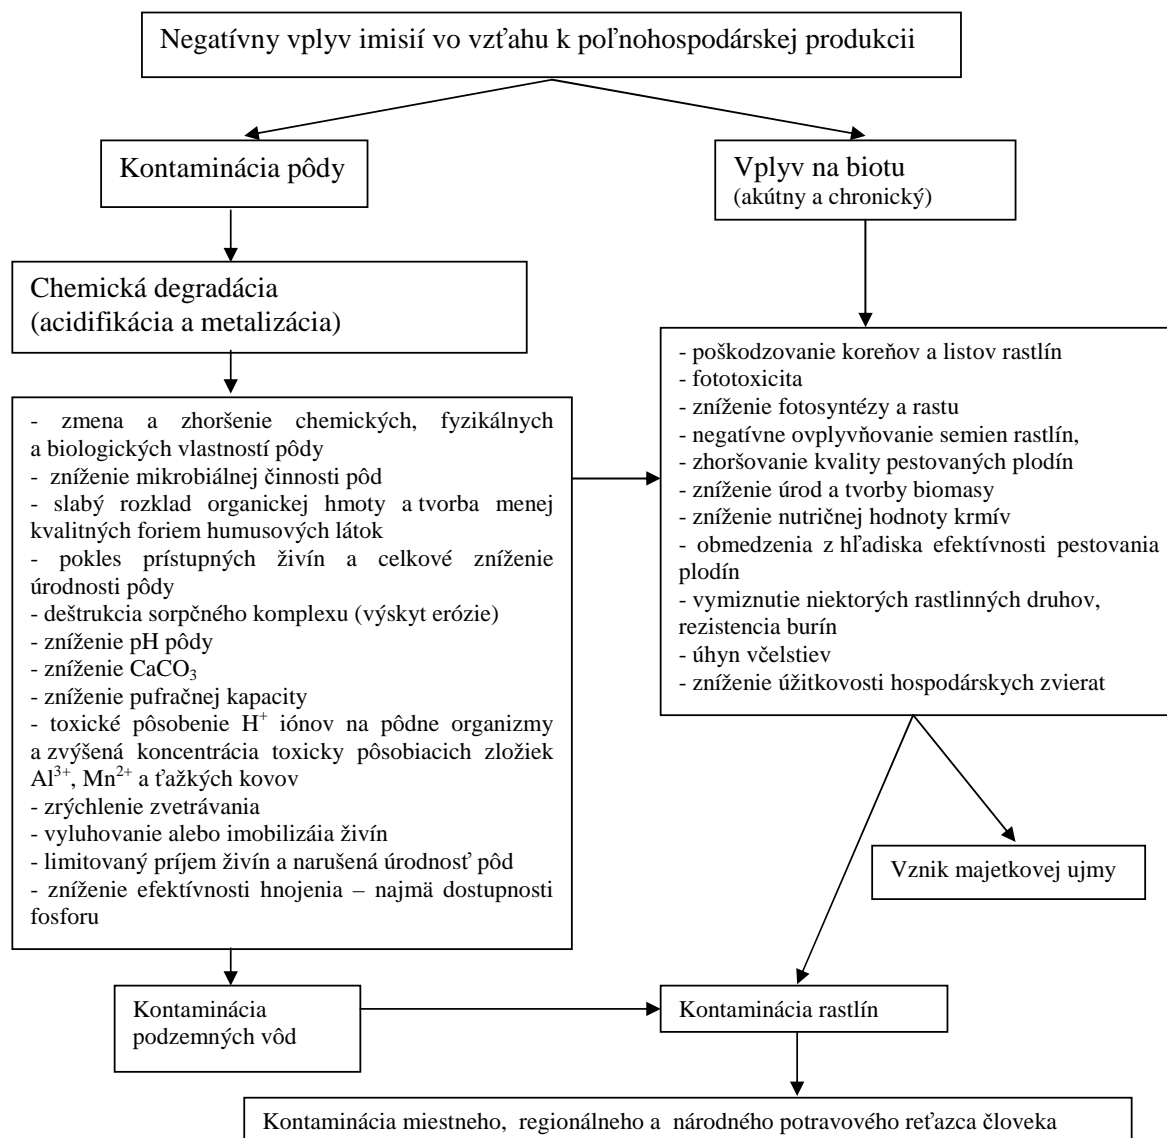 Negatívny vplyv imisií vo vzťahu k poľnohospodárskej produkcii
Kontaminácia pôdy
Vplyv na biotu
(akútny a chronický)
Chemická degradácia
(acidifikácia a metalizácia)
- poškodzovanie koreňov a listov rastlín
- fototoxicita
- zníženie fotosyntézy a rastu
- negatívne ovplyvňovanie semien rastlín,
- zhoršovanie kvality pestovaných plodín
- zníženie úrod a tvorby biomasy
- zníženie nutričnej hodnoty krmív
- obmedzenia z hľadiska efektívnosti pestovania
plodín
- vymiznutie niektorých rastlinných druhov,
rezistencia burín
- úhyn včelstiev
- zníženie úžitkovosti hospodárskych zvierat
- zmena a zhoršenie chemických, fyzikálnych
a biologických vlastností pôdy
- zníženie mikrobiálnej činnosti pôd
- slabý rozklad organickej hmoty a tvorba menej
kvalitných foriem humusových látok
- pokles prístupných živín a celkové zníženie
úrodnosti pôdy
- deštrukcia sorpčného komplexu (výskyt erózie)
- zníženie pH pôdy
- zníženie CaCO₃
- zníženie pufračnej kapacity
- toxické pôsobenie H⁺ iónov na pôdne organizmy
a zvýšená koncentrácia toxicky pôsobiacich zložiek
Al³⁺, Mn²⁺ a ťažkých kovov
- zrýchlenie zvetrávania
- vyluhovanie alebo imobilizáia živín
- limitovaný príjem živín a narušená úrodnosť pôd
- zníženie efektívnosti hnojenia – najmä dostupnosti
fosforu
Vznik majetkovej ujmy
Kontaminácia
podzemných vôd
Kontaminácia rastlín
Kontaminácia miestneho, regionálneho a národného potravového reťazca človeka